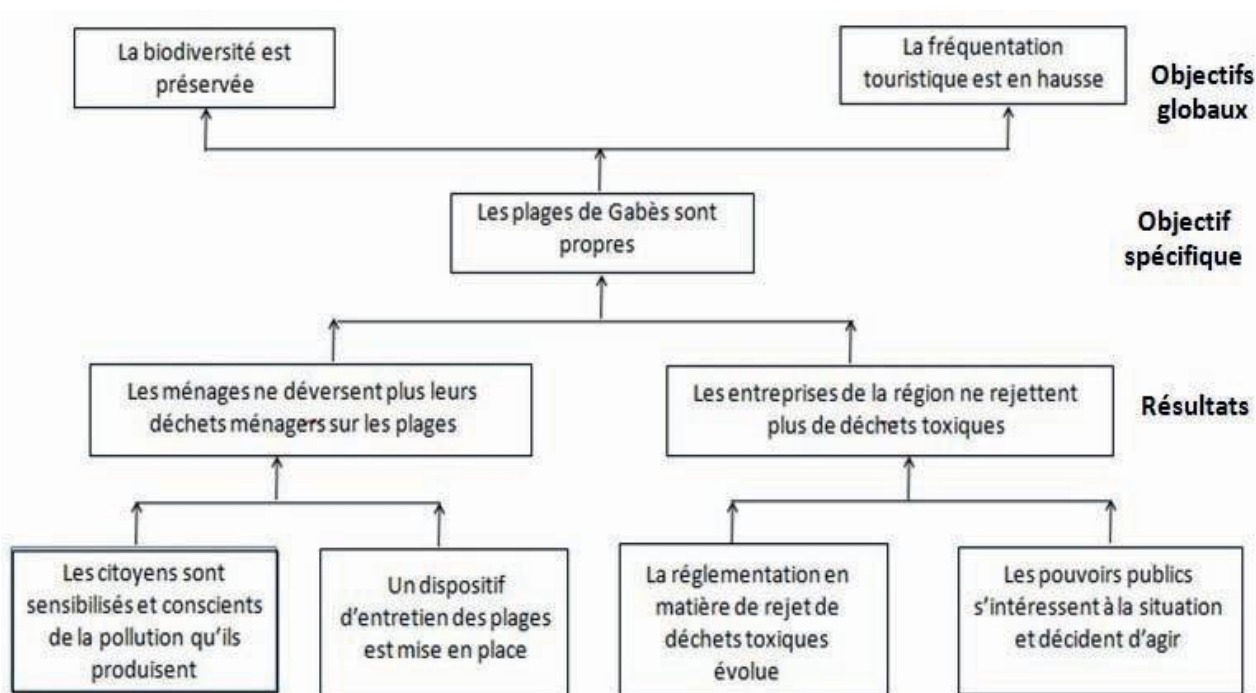 La biodiversité est
préservée
La fréquentation
touristique est en hausse
Objectifs
globaux
Les plages de Gabès sont
propres
Objectif
spécifique
Les ménages ne déversent plus leurs
déchets ménagers sur les plages
Les entreprises de la région ne rejettent
plus de déchets toxiques
Résultats
Les citoyens sont
sensibilisés et conscients
de la pollution qu'ils
produisent
Un dispositif
d'entretien des plages
est mise en place
La réglementation en
matière de rejet de
déchets toxiques
évolue
Les pouvoirs publics
s'intéressent à la situation
et décident d'agir